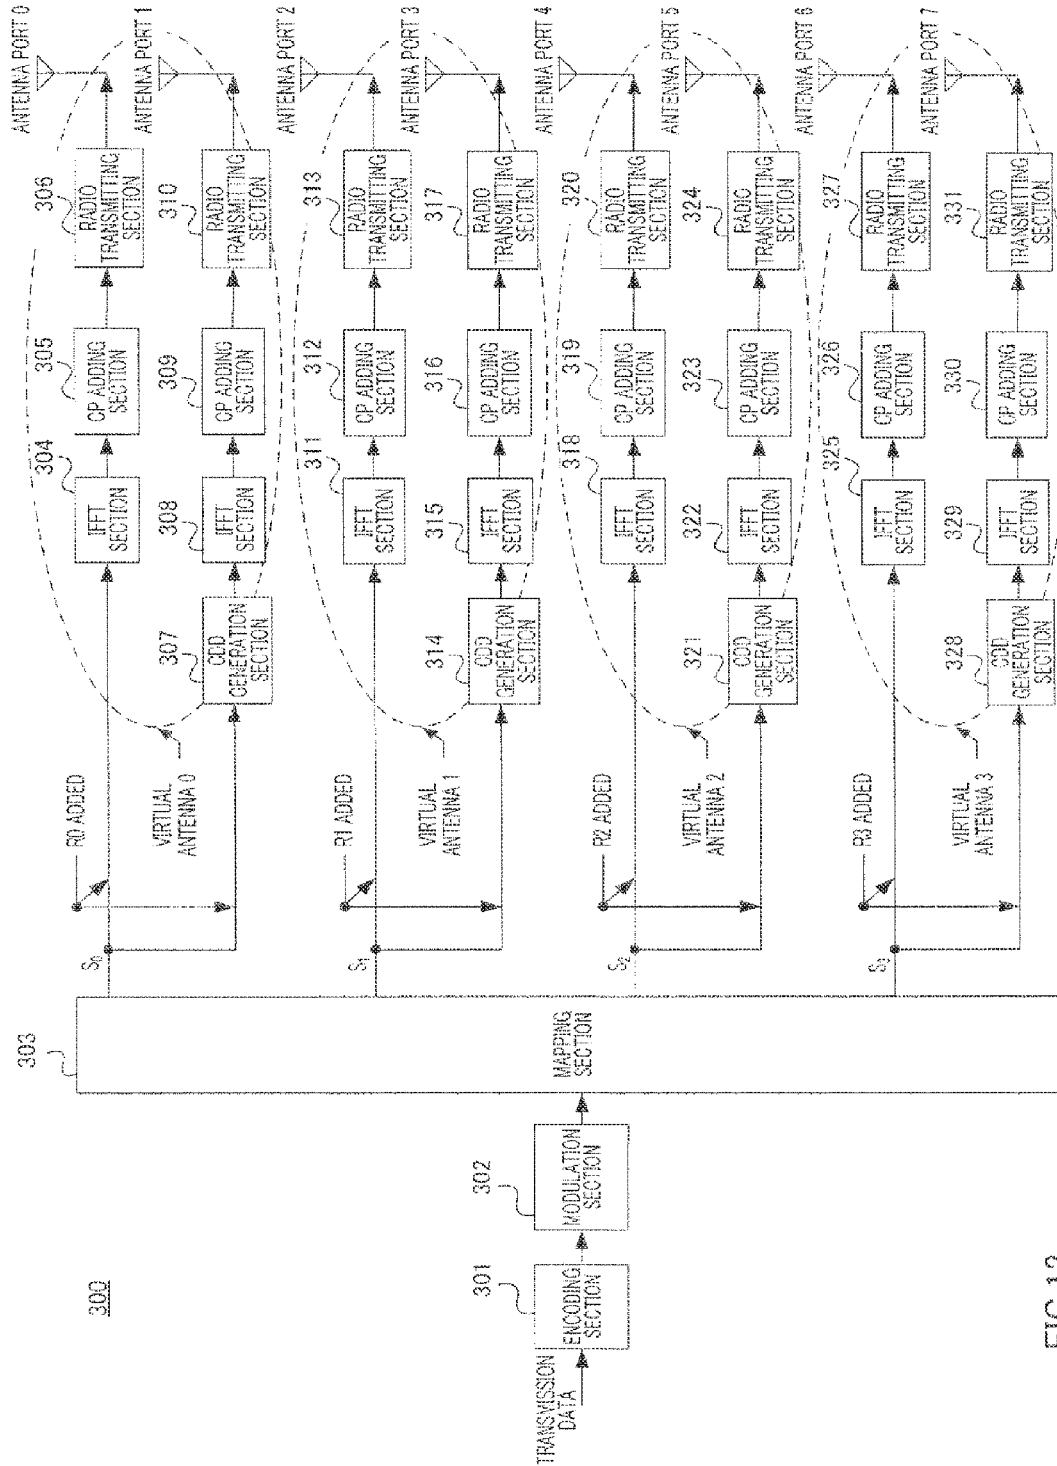 300
TRANSMISSION
DATA
301
ENCODING
SECTION
302
MODULATION
SECTION
303
MAPPING
SECTION
S0
R0 ADDED
VIRTUAL
ANTENNA 0
304
IFFT
SECTION
305
CP ADDING
SECTION
306
RADIO
TRANSMITTING
SECTION
ANTENNA PORT 0
307
CDD
GENERATION
SECTION
308
IFFT
SECTION
309
CP ADDING
SECTION
310
RADIO
TRANSMITTING
SECTION
ANTENNA PORT 1
S1
R1 ADDED
VIRTUAL
ANTENNA 1
311
IFFT
SECTION
312
CP ADDING
SECTION
313
RADIO
TRANSMITTING
SECTION
ANTENNA PORT 2
314
CDD
GENERATION
SECTION
315
IFFT
SECTION
316
CP ADDING
SECTION
317
RADIO
TRANSMITTING
SECTION
ANTENNA PORT 3
S2
R2 ADDED
VIRTUAL
ANTENNA 2
318
IFFT
SECTION
319
CP ADDING
SECTION
320
RADIO
TRANSMITTING
SECTION
ANTENNA PORT 4
321
CDD
GENERATION
SECTION
322
IFFT
SECTION
323
CP ADDING
SECTION
324
RADIO
TRANSMITTING
SECTION
ANTENNA PORT 5
S3
R3 ADDED
VIRTUAL
ANTENNA 3
325
IFFT
SECTION
326
CP ADDING
SECTION
327
RADIO
TRANSMITTING
SECTION
ANTENNA PORT 6
328
CDD
GENERATION
SECTION
329
IFFT
SECTION
330
CP ADDING
SECTION
331
RADIO
TRANSMITTING
SECTION
ANTENNA PORT 7